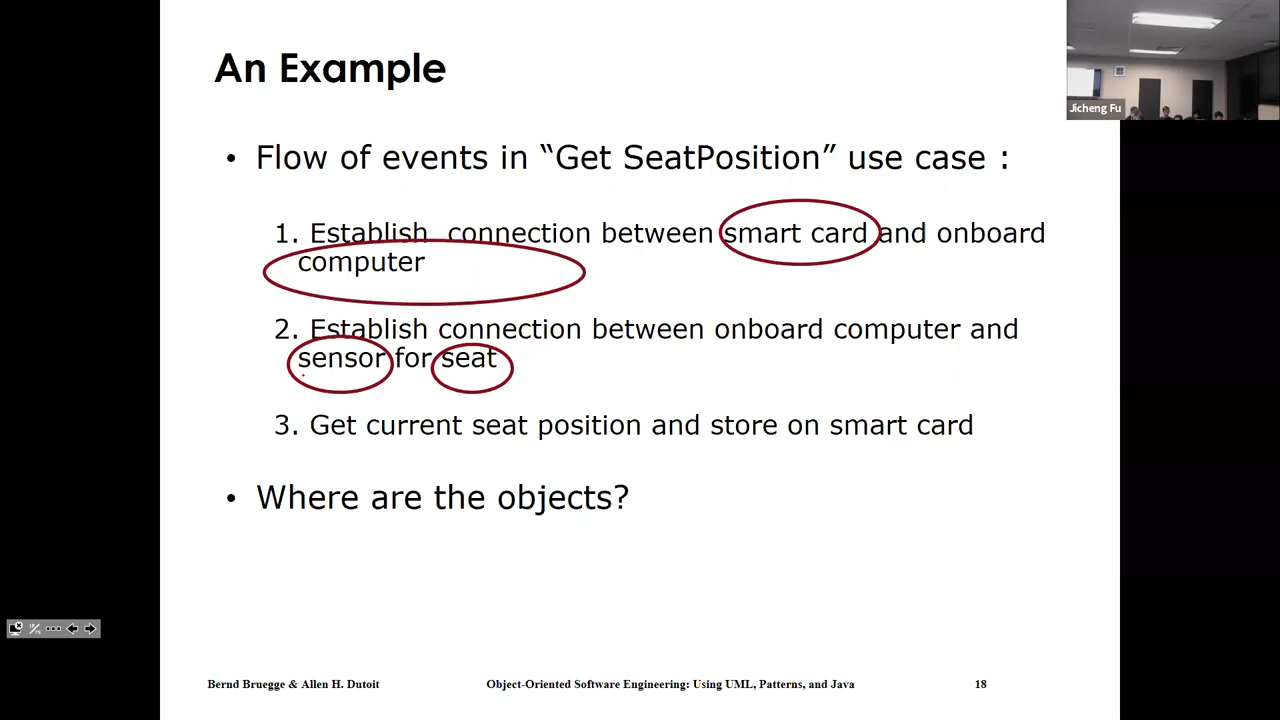 An Example
Jicheng Fu
• Flow of events in “Get SeatPosition” use case :
1. Establish connection between smart card and onboard
computer
2. Establish connection between onboard computer and
sensor for seat
3. Get current seat position and store on smart card
• Where are the objects?
Bernd Bruegge & Allen H. Dutoit Object-Oriented Software Engineering: Using UML, Patterns, and Java 18